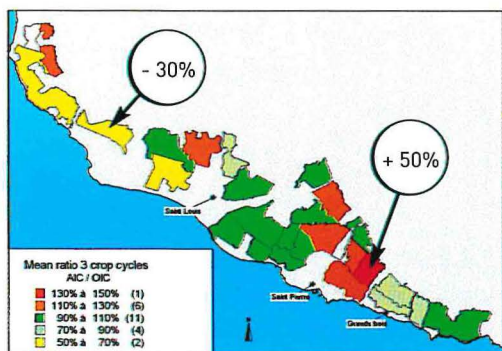 - 30%
+ 50%
Saint Louis
Saint Pierre
Grands bois
Mean ratio 3 crop cycles
AIC / OIC
130% à 150% (1)
110% à 130% (6)
90% à 110% (11)
70% à 90% (4)
50% à 70% (2)